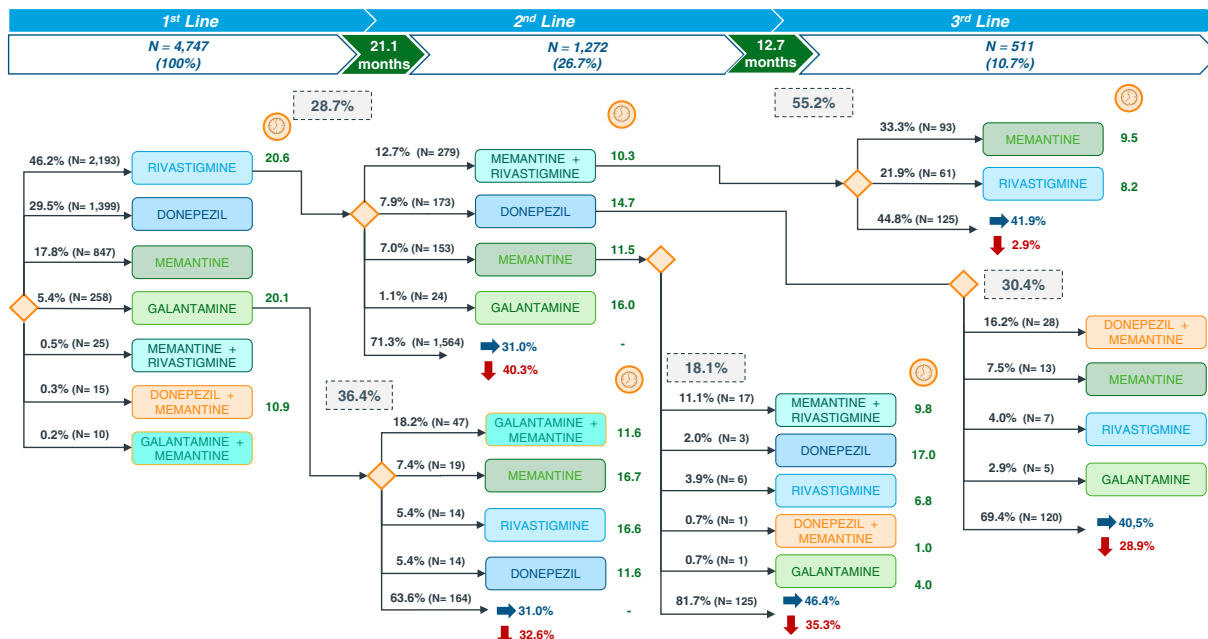 1st Line
2nd Line
3rd Line
N = 4,747
(100%)
21.1
months
N = 1,272
(26.7%)
12.7
months
N = 511
(10.7%)
28.7%
46.2% (N= 2,193)
RIVASTIGMINE
20.6
29.5% (N= 1,399)
DONEPEZIL
17.8% (N= 847)
MEMANTINE
5.4% (N= 258)
GALANTAMINE
20.1
0.5% (N= 25)
MEMANTINE +
RIVASTIGMINE
0.3% (N= 15)
DONEPEZIL +
MEMANTINE
10.9
0.2% (N= 10)
GALANTAMINE +
MEMANTINE
12.7% (N= 279)
MEMANTINE +
RIVASTIGMINE
10.3
7.9% (N= 173)
DONEPEZIL
14.7
7.0% (N= 153)
MEMANTINE
11.5
1.1% (N= 24)
GALANTAMINE
16.0
71.3% (N= 1,564)
31.0%
-
40.3%
36.4%
18.2% (N= 47)
GALANTAMINE +
MEMANTINE
11.6
7.4% (N= 19)
MEMANTINE
16.7
5.4% (N= 14)
RIVASTIGMINE
16.6
5.4% (N= 14)
DONEPEZIL
11.6
63.6% (N= 164)
31.0%
-
32.6%
18.1%
11.1% (N= 17)
MEMANTINE +
RIVASTIGMINE
9.8
2.0% (N= 3)
DONEPEZIL
17.0
3.9% (N= 6)
RIVASTIGMINE
6.8
0.7% (N= 1)
DONEPEZIL +
MEMANTINE
1.0
0.7% (N= 1)
GALANTAMINE
4.0
81.7% (N= 125)
46.4%
35.3%
55.2%
33.3% (N= 93)
MEMANTINE
9.5
21.9% (N= 61)
RIVASTIGMINE
8.2
44.8% (N= 125)
41.9%
2.9%
30.4%
16.2% (N= 28)
DONEPEZIL +
MEMANTINE
7.5% (N= 13)
MEMANTINE
4.0% (N= 7)
RIVASTIGMINE
2.9% (N= 5)
GALANTAMINE
69.4% (N= 120)
40,5%
28.9%